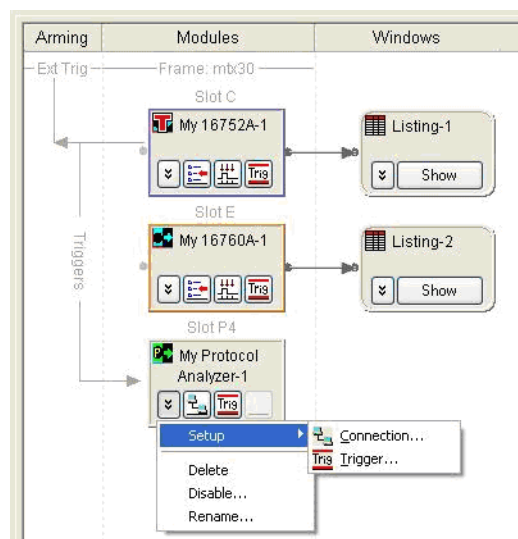 Arming Modules Windows
Ext Trig Frame: mtx30
Slot C
My 16752A-1 Listing-1
Trig Show
Slot E
My 16760A-1 Listing-2
Trig Show
Triggers
Slot P4
My Protocol
Analyzer-1
Trig
Setup Connection...
Trig Trigger...
Delete
Disable...
Rename...